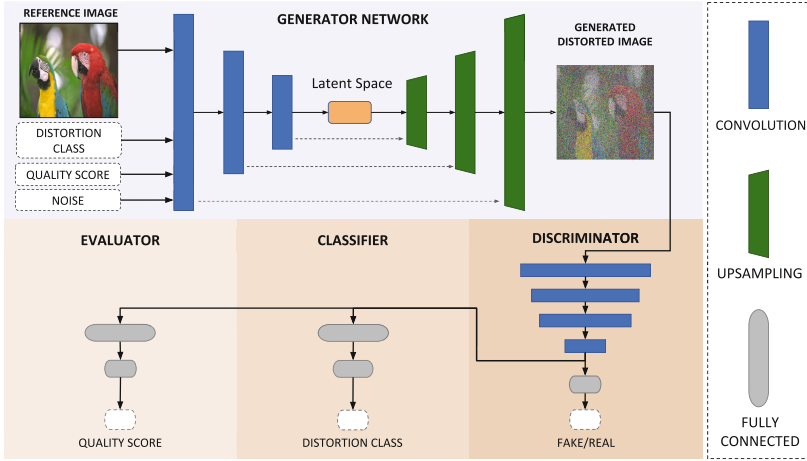 REFERENCE IMAGE
GENERATOR NETWORK
GENERATED
DISTORTED IMAGE
Latent Space
DISTORTION
CLASS
QUALITY SCORE
NOISE
CONVOLUTION
UPSAMPLING
FULLY
CONNECTED
EVALUATOR
CLASSIFIER
DISCRIMINATOR
QUALITY SCORE
DISTORTION CLASS
FAKE/REAL